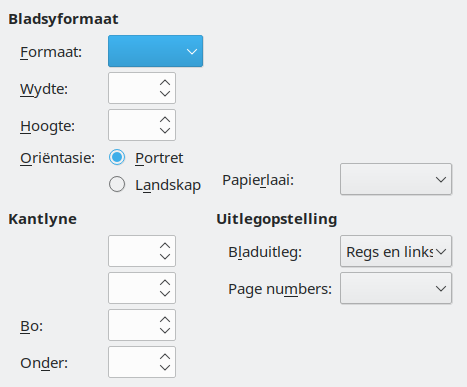 Bladsyformaat
Formaat:
Wydte:
Hoogte:
Oriëntasie:
Portret
Landskap
Papierlaai:
Kantlyne
Uitlegopstelling
Bladuitleg:
Regs en links
Page numbers:
Bo:
Onder: